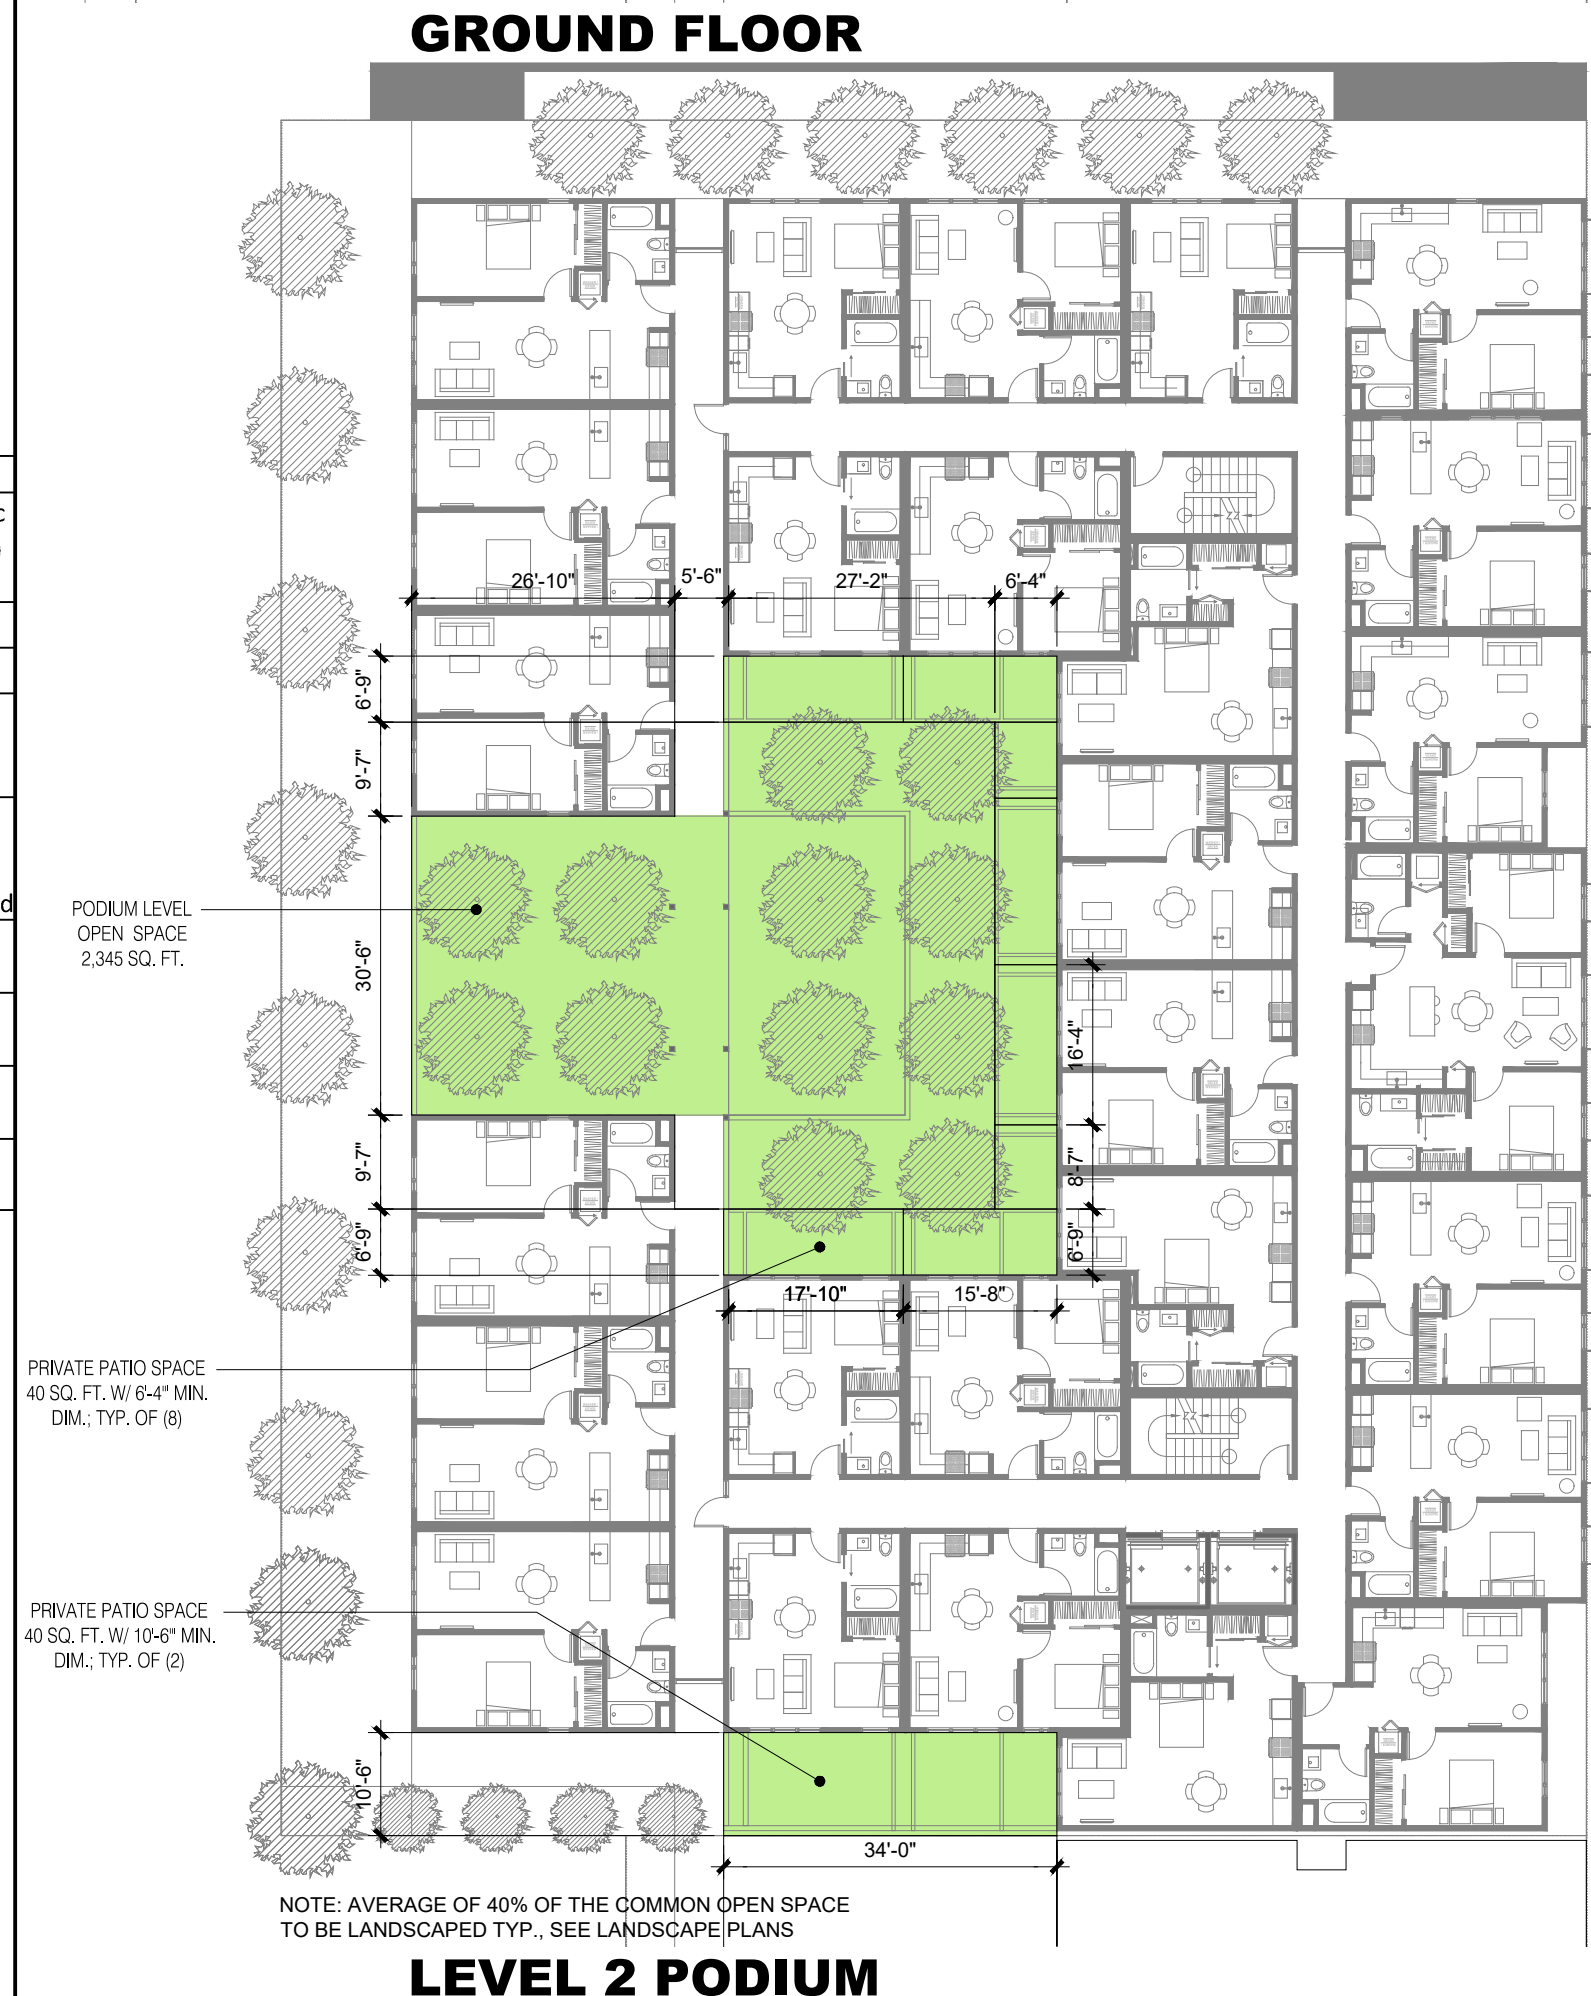 GROUND FLOOR
c
26'-10"
5'-6"
27'-2"
6'-4"
6'-9"
9'-7"
d
PODIUM LEVEL
OPEN SPACE
2,345 SQ. FT.
30'-6"
16'-4"
9'-7"
8'-7"
6'-9"
6'-9"
17'-10"
15'-8"
PRIVATE PATIO SPACE
40 SQ. FT. W/ 6'-4" MIN.
DIM.; TYP. OF (8)
PRIVATE PATIO SPACE
40 SQ. FT. W/ 10'-6" MIN.
DIM.; TYP. OF (2)
10'-6"
34'-0"
NOTE: AVERAGE OF 40% OF THE COMMON OPEN SPACE
TO BE LANDSCAPED TYP., SEE LANDSCAPE PLANS
LEVEL 2 PODIUM